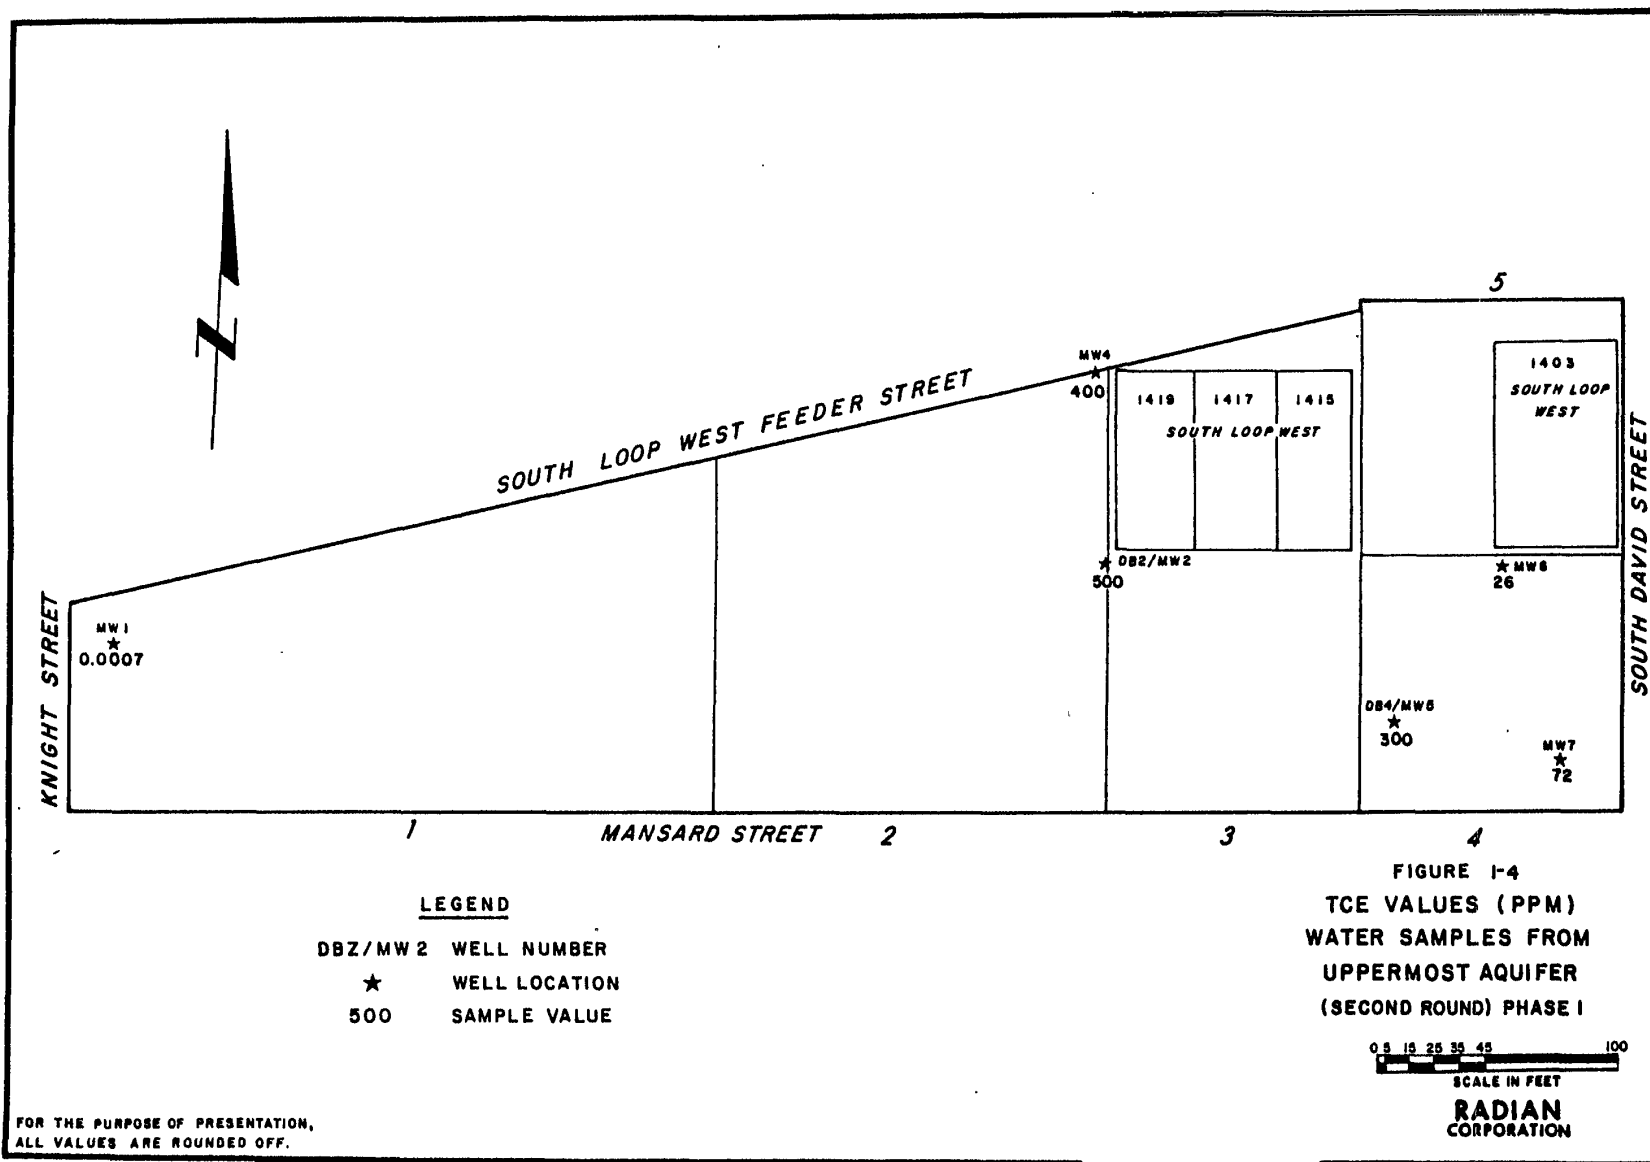 N
5
MW4
400
1403
SOUTH LOOP
WEST
1419 1417 1415
SOUTH LOOP WEST
SOUTH LOOP WEST FEEDER STREET
SOUTH DAVID STREET
DB2/MW2
500
MW6
26
KNIGHT STREET
MW1
0.0007
DB4/MW5
300
MW7
72
1 MANSARD STREET 2 3 4
FIGURE 1-4
TCE VALUES (PPM)
WATER SAMPLES FROM
UPPERMOST AQUIFER
(SECOND ROUND) PHASE I
LEGEND
DBZ/MW 2 WELL NUMBER
★ WELL LOCATION
500 SAMPLE VALUE
0 5 15 25 35 45 100
SCALE IN FEET
RADIAN
CORPORATION
FOR THE PURPOSE OF PRESENTATION,
ALL VALUES ARE ROUNDED OFF.